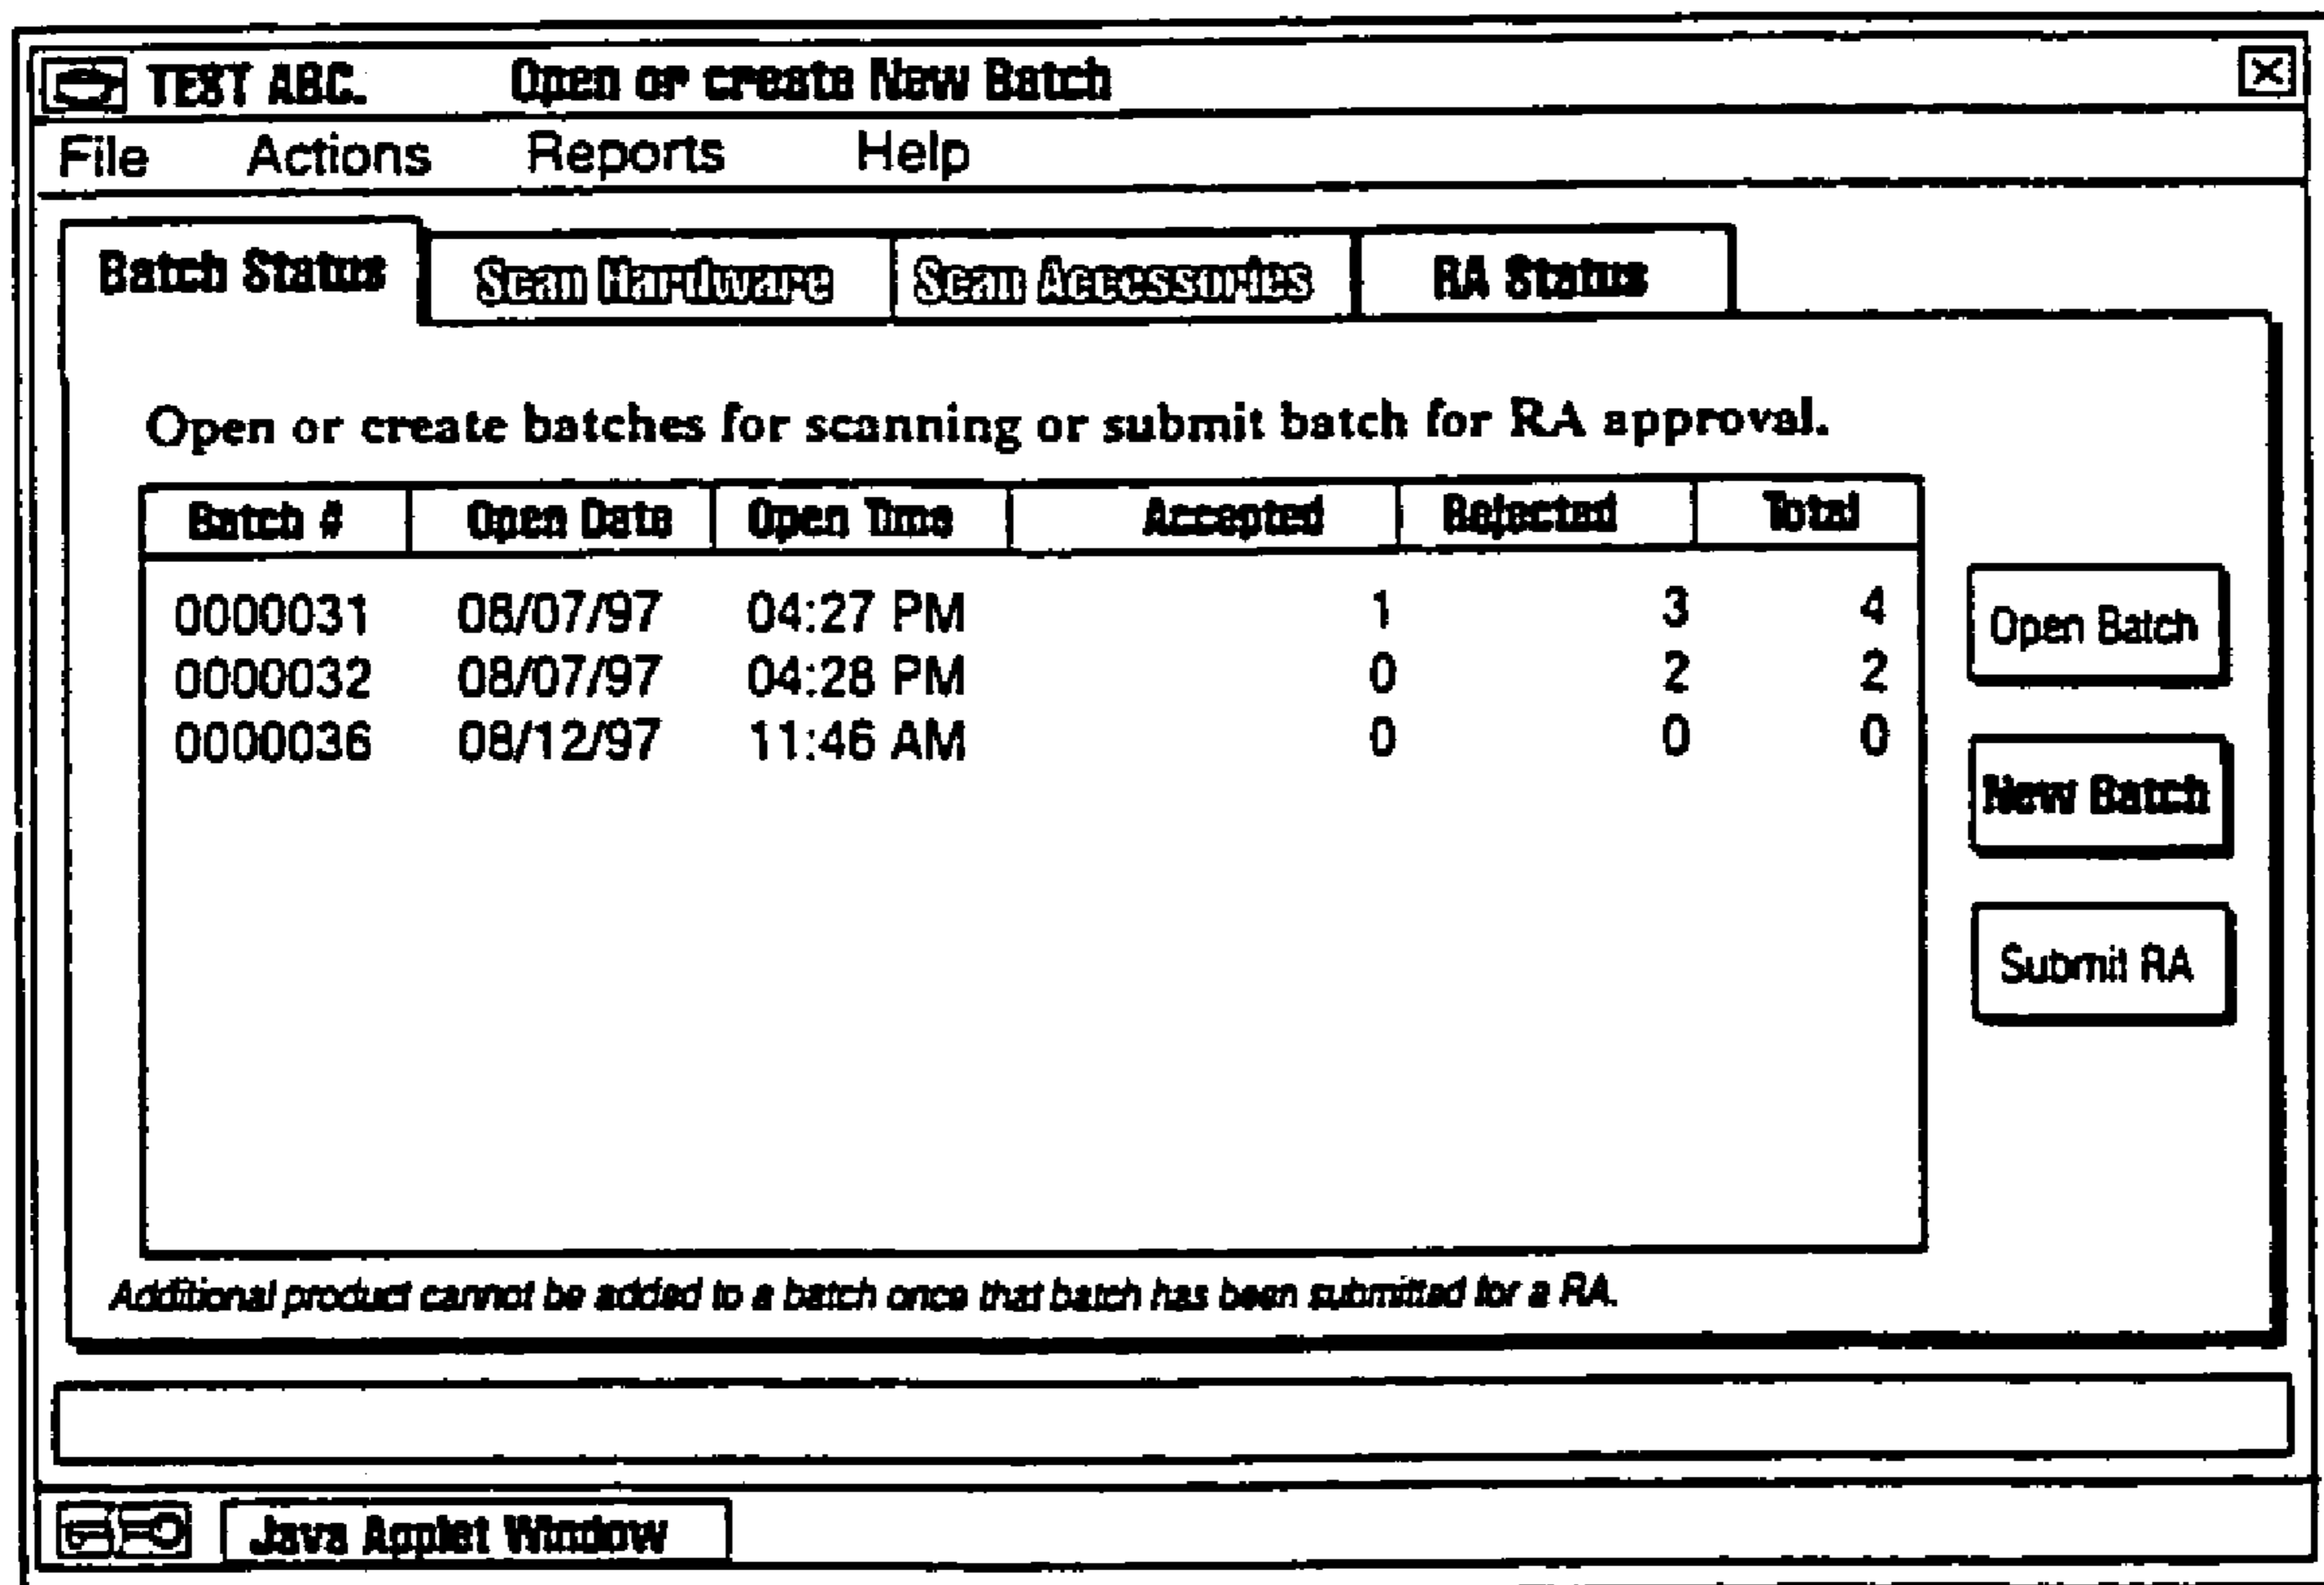 TEST ABC. Open or create New Batch
File Actions Reports Help
Batch Status Scan Hardware Scan Accessories RA Status
Open or create batches for scanning or submit batch for RA approval.
Batch # Open Date Open Time Accepted Rejected Total
0000031 08/07/97 04:27 PM 1 3 4
0000032 08/07/97 04:28 PM 0 2 2
0000036 08/12/97 11:46 AM 0 0 0
Open Batch
New Batch
Submit RA
Additional product cannot be added to a batch once that batch has been submitted for a RA.
Java Applet Window